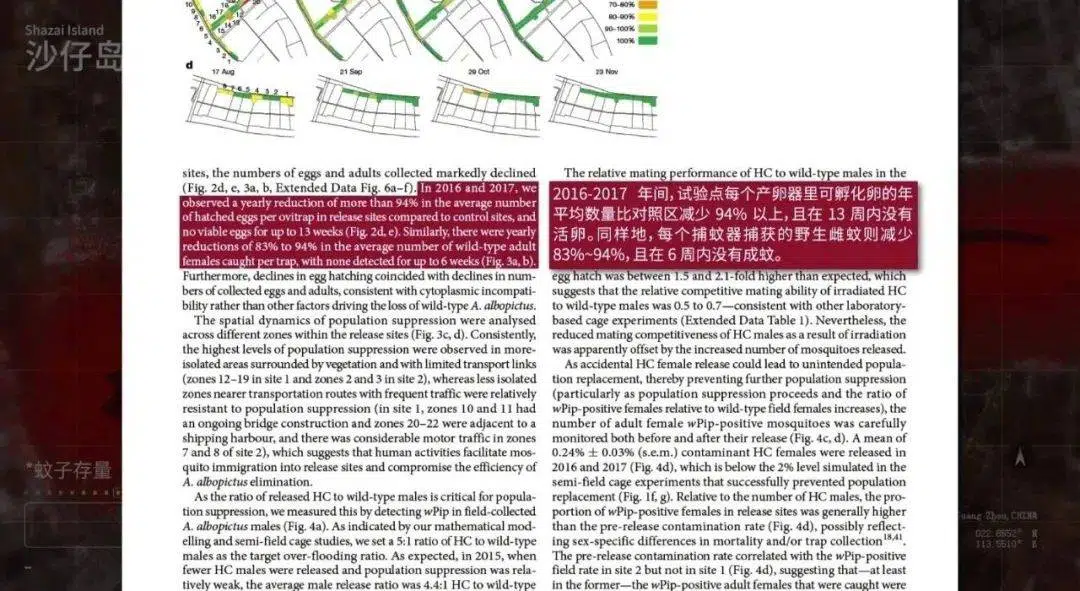 Shazai Island
沙仔岛
70-80%
80-90%
90-100%
100%
d
17 Aug
21 Sep
29 Oct
23 Nov
sites, the numbers of eggs and adults collected markedly declined
(Fig. 2d, e, 3a, b, Extended Data Fig. 6a–f). In 2016 and 2017, we
observed a yearly reduction of more than 94% in the average number
of hatched eggs per ovitrap in release sites compared to control sites, and
no viable eggs for up to 13 weeks (Fig. 2d, e). Similarly, there were yearly
reductions of 83% to 94% in the average number of wild-type adult
females caught per trap, with none detected for up to 6 weeks (Fig. 3a, b).
Furthermore, declines in egg hatching coincided with declines in num-
bers of collected eggs and adults, consistent with cytoplasmic incompati-
bility rather than other factors driving the loss of wild-type A. albopictus.
The spatial dynamics of population suppression were analysed
across different zones within the release sites (Fig. 3c, d). Consistently,
the highest levels of population suppression were observed in more-
isolated areas surrounded by vegetation and with limited transport links
(zones 12–19 in site 1 and zones 2 and 3 in site 2), whereas less isolated
zones nearer transportation routes with frequent traffic were relatively
resistant to population suppression (in site 1, zones 10 and 11 had
an ongoing bridge construction and zones 20–22 were adjacent to a
shipping harbour, and there was considerable motor traffic in zones
7 and 8 of site 2), which suggests that human activities facilitate mos-
quito immigration into release sites and compromise the efficiency of
A. albopictus elimination.
As the ratio of released HC to wild-type males is critical for popula-
tion suppression, we measured this by detecting wPip in field-collected
A. albopictus males (Fig. 4a). As indicated by our mathematical mod-
elling and semi-field cage studies, we set a 5:1 ratio of HC to wild-type
males as the target over-flooding ratio. As expected, in 2015, when
fewer HC males were released and population suppression was rela-
tively weak, the average male release ratio was 4.4:1 HC to wild-type
The relative mating performance of HC to wild-type males in the
2016-2017 年间，试验点每个产卵器里可孵化卵的年
平均数量比对照区减少 94% 以上，且在 13 周内没有
活卵。同样地，每个捕蚊器捕获的野生雌蚊则减少
83%~94%，且在 6 周内没有成蚊。
egg hatch was between 1.5 and 2.1-fold higher than expected, which
suggests that the relative competitive mating ability of irradiated HC
to wild-type males was 0.5 to 0.7—consistent with other laboratory-
based cage experiments (Extended Data Table 1). Nevertheless, the
reduced mating competitiveness of HC males as a result of irradiation
was apparently offset by the increased number of mosquitoes released.
As accidental HC female release could lead to unintended popula-
tion replacement, thereby preventing further population suppression
(particularly as population suppression proceeds and the ratio of
wPip-positive females relative to wild-type field females increases), the
number of adult female wPip-positive mosquitoes was carefully
monitored both before and after their release (Fig. 4c, d). A mean of
0.24% ± 0.03% (s.e.m.) contaminant HC females were released in
2016 and 2017 (Fig. 4d), which is below the 2% level simulated in the
semi-field cage experiments that successfully prevented population
replacement (Fig. 1f, g). Relative to the number of HC males, the pro-
portion of wPip-positive females in release sites was generally higher
than the pre-release contamination rate (Fig. 4d), possibly reflect-
ing sex-specific differences in mortality and/or trap collection18,41.
The pre-release contamination rate correlated with the wPip-positive
field rate in site 2 but not in site 1 (Fig. 4d), suggesting that—at least
in the former—the wPip-positive adult females that were caught were
*蚊子存量